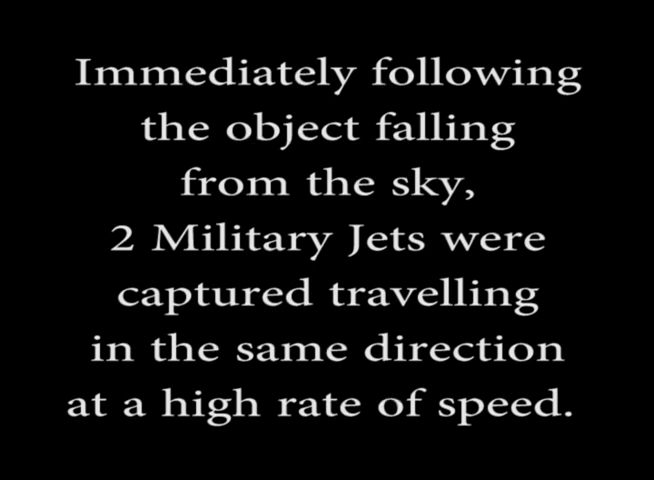 Immediately following
the object falling
from the sky,
2 Military Jets were
captured travelling
in the same direction
at a high rate of speed.